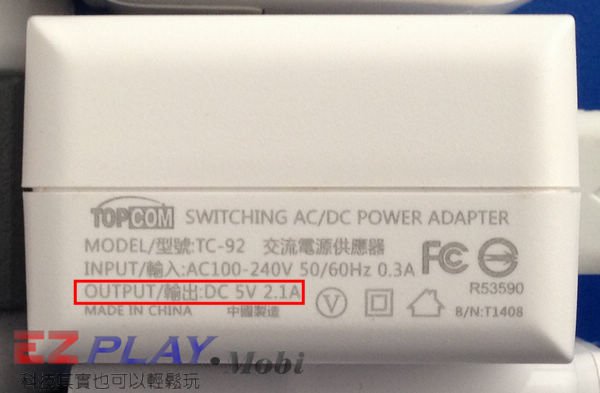 TOPCOM SWITCHING AC/DC POWER ADAPTER
MODEL/型號:TC-92 交流電源供應器
INPUT/輸入:AC100-240V 50/60Hz 0.3A
OUTPUT/輸出:DC 5V 2.1A
FC
V
R53590
MADE IN CHINA 中國製造
B/N:T1408
EZPLAY.Mobi
科技其實也可以輕鬆玩